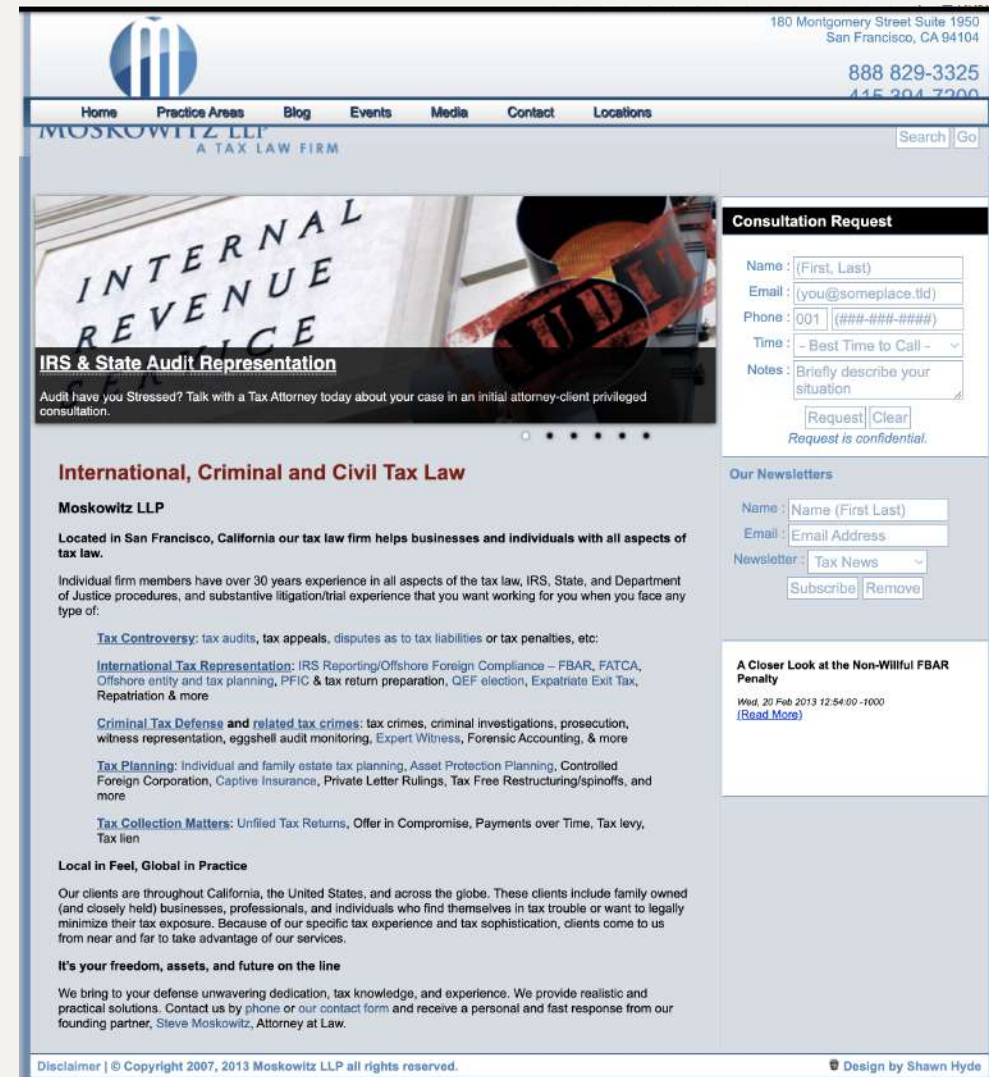 180 Montgomery Street Suite 1950
San Francisco, CA 94104
888 829-3325
415 394-7200
Home Practice Areas Blog Events Media Contact Locations
MOSKOWITZ LLP
A TAX LAW FIRM
Search Go
INTERNAL
REVENUE
SERVICE
AUDIT
IRS & State Audit Representation
Audit have you Stressed? Talk with a Tax Attorney today about your case in an initial attorney-client privileged
consultation.
International, Criminal and Civil Tax Law
Moskowitz LLP
Located in San Francisco, California our tax law firm helps businesses and individuals with all aspects of
tax law.
Individual firm members have over 30 years experience in all aspects of the tax law, IRS, State, and Department
of Justice procedures, and substantive litigation/trial experience that you want working for you when you face any
type of:
Tax Controversy: tax audits, tax appeals, disputes as to tax liabilities or tax penalties, etc:
International Tax Representation: IRS Reporting/Offshore Foreign Compliance – FBAR, FATCA,
Offshore entity and tax planning, PFIC & tax return preparation, QEF election, Expatriate Exit Tax,
Repatriation & more
Criminal Tax Defense and related tax crimes: tax crimes, criminal investigations, prosecution,
witness representation, eggshell audit monitoring, Expert Witness, Forensic Accounting, & more
Tax Planning: Individual and family estate tax planning, Asset Protection Planning, Controlled
Foreign Corporation, Captive Insurance, Private Letter Rulings, Tax Free Restructuring/spinoffs, and
more
Tax Collection Matters: Unfiled Tax Returns, Offer in Compromise, Payments over Time, Tax levy,
Tax lien
Local in Feel, Global in Practice
Our clients are throughout California, the United States, and across the globe. These clients include family owned
(and closely held) businesses, professionals, and individuals who find themselves in tax trouble or want to legally
minimize their tax exposure. Because of our specific tax experience and tax sophistication, clients come to us
from near and far to take advantage of our services.
It's your freedom, assets, and future on the line
We bring to your defense unwavering dedication, tax knowledge, and experience. We provide realistic and
practical solutions. Contact us by phone or our contact form and receive a personal and fast response from our
founding partner, Steve Moskowitz, Attorney at Law.
Consultation Request
Name : (First, Last)
Email : (you@someplace.tld)
Phone : 001 (###-###-####)
Time : - Best Time to Call -
Notes : Briefly describe your
situation
Request Clear
Request is confidential.
Our Newsletters
Name : Name (First Last)
Email : Email Address
Newsletter : Tax News
Subscribe Remove
A Closer Look at the Non-Willful FBAR
Penalty
Wed, 20 Feb 2013 12:54:00 -1000
(Read More)
Disclaimer | © Copyright 2007, 2013 Moskowitz LLP all rights reserved.
Design by Shawn Hyde